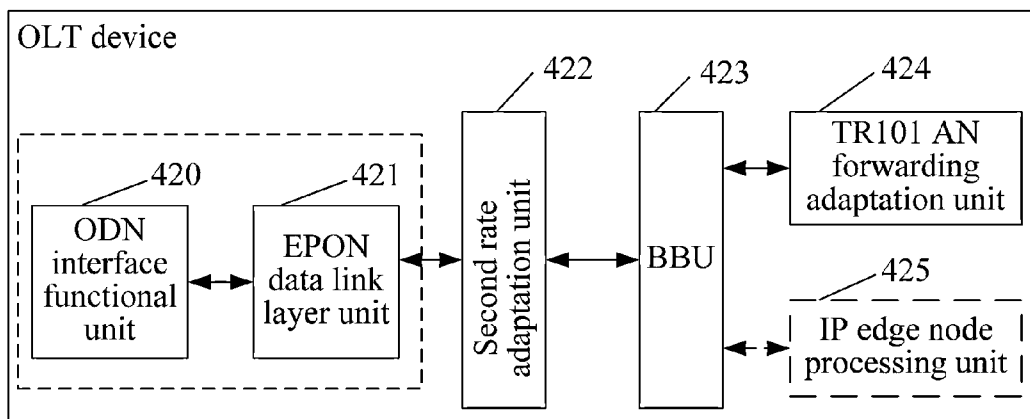 OLT device
422
423
424
TR101 AN
forwarding
adaptation unit
420
421
ODN
interface
functional
unit
EPON
data link
layer unit
Second rate
adaptation unit
BBU
425
IP edge node
processing unit